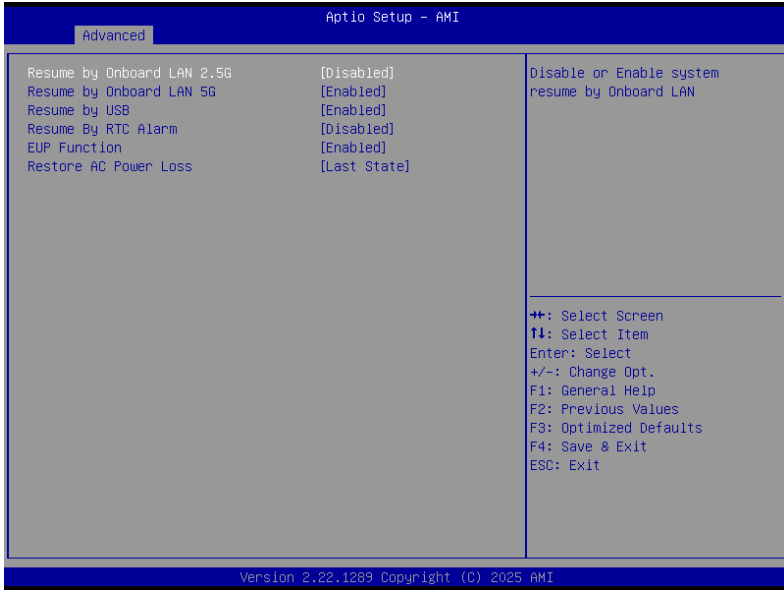 Aptio Setup – AMI
Advanced
Resume by Onboard LAN 2.5G [Disabled]
Resume by Onboard LAN 5G [Enabled]
Resume by USB [Enabled]
Resume By RTC Alarm [Disabled]
EUP Function [Enabled]
Restore AC Power Loss [Last State]
Disable or Enable system
resume by Onboard LAN
→←: Select Screen
↑↓: Select Item
Enter: Select
+/-: Change Opt.
F1: General Help
F2: Previous Values
F3: Optimized Defaults
F4: Save & Exit
ESC: Exit
Version 2.22.1289 Copyright (C) 2025 AMI